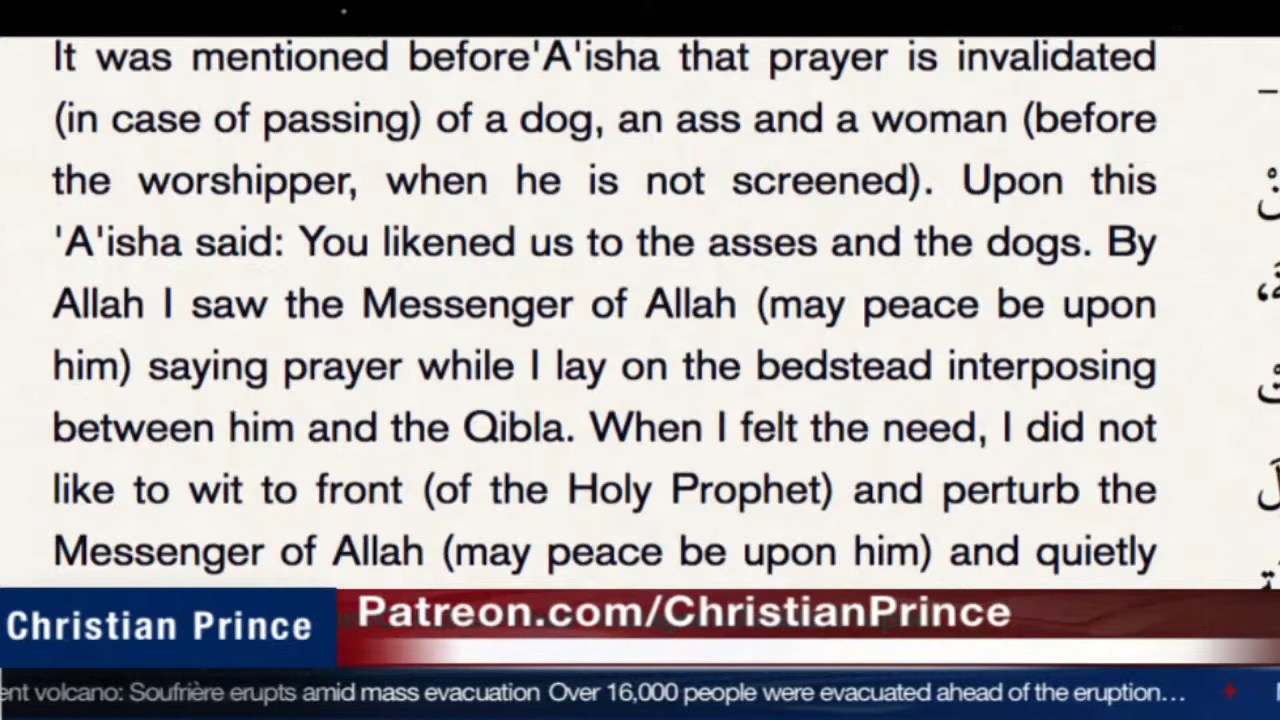 It was mentioned before'A'isha that prayer is invalidated
(in case of passing) of a dog, an ass and a woman (before
the worshipper, when he is not screened). Upon this
'A'isha said: You likened us to the asses and the dogs. By
Allah I saw the Messenger of Allah (may peace be upon
him) saying prayer while I lay on the bedstead interposing
between him and the Qibla. When I felt the need, I did not
like to wit to front (of the Holy Prophet) and perturb the
Messenger of Allah (may peace be upon him) and quietly
Christian Prince
Patreon.com/ChristianPrince
volcano: Soufrière erupts amid mass evacuation Over 16,000 people were evacuated ahead of the eruption...